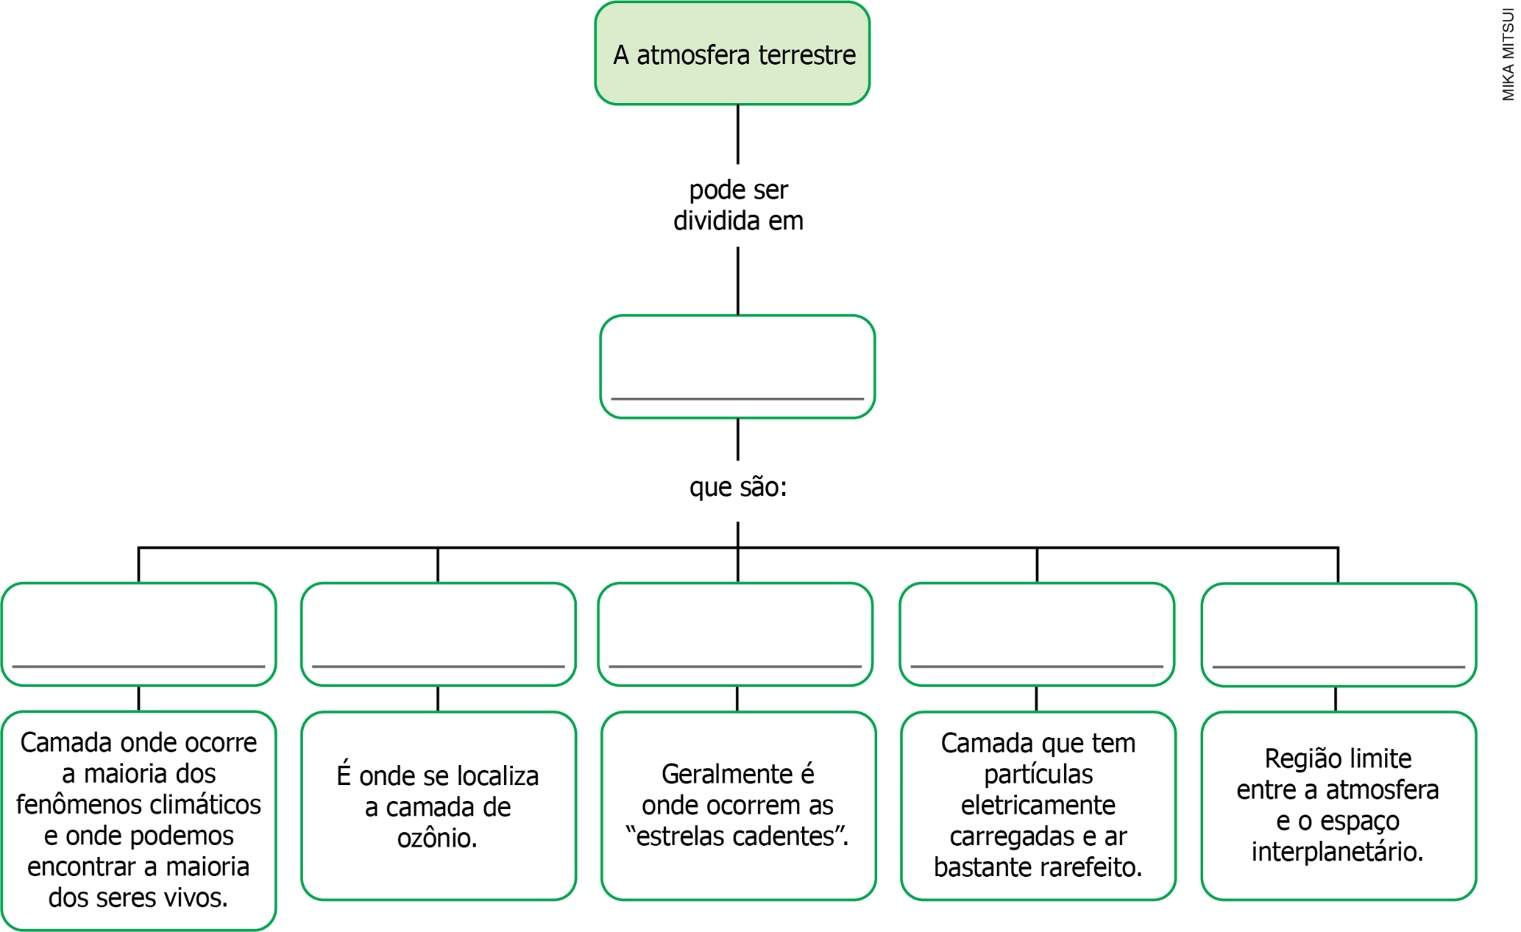 A atmosfera terrestre
MIKA MITSUI
pode ser
dividida em
que são:
Camada onde ocorre
a maioria dos
fenômenos climáticos
e onde podemos
encontrar a maioria
dos seres vivos.
É onde se localiza
a camada de
ozônio.
Geralmente é
onde ocorrem as
“estrelas cadentes”.
Camada que tem
partículas
eletricamente
carregadas e ar
bastante rarefeito.
Região limite
entre a atmosfera
e o espaço
interplanetário.